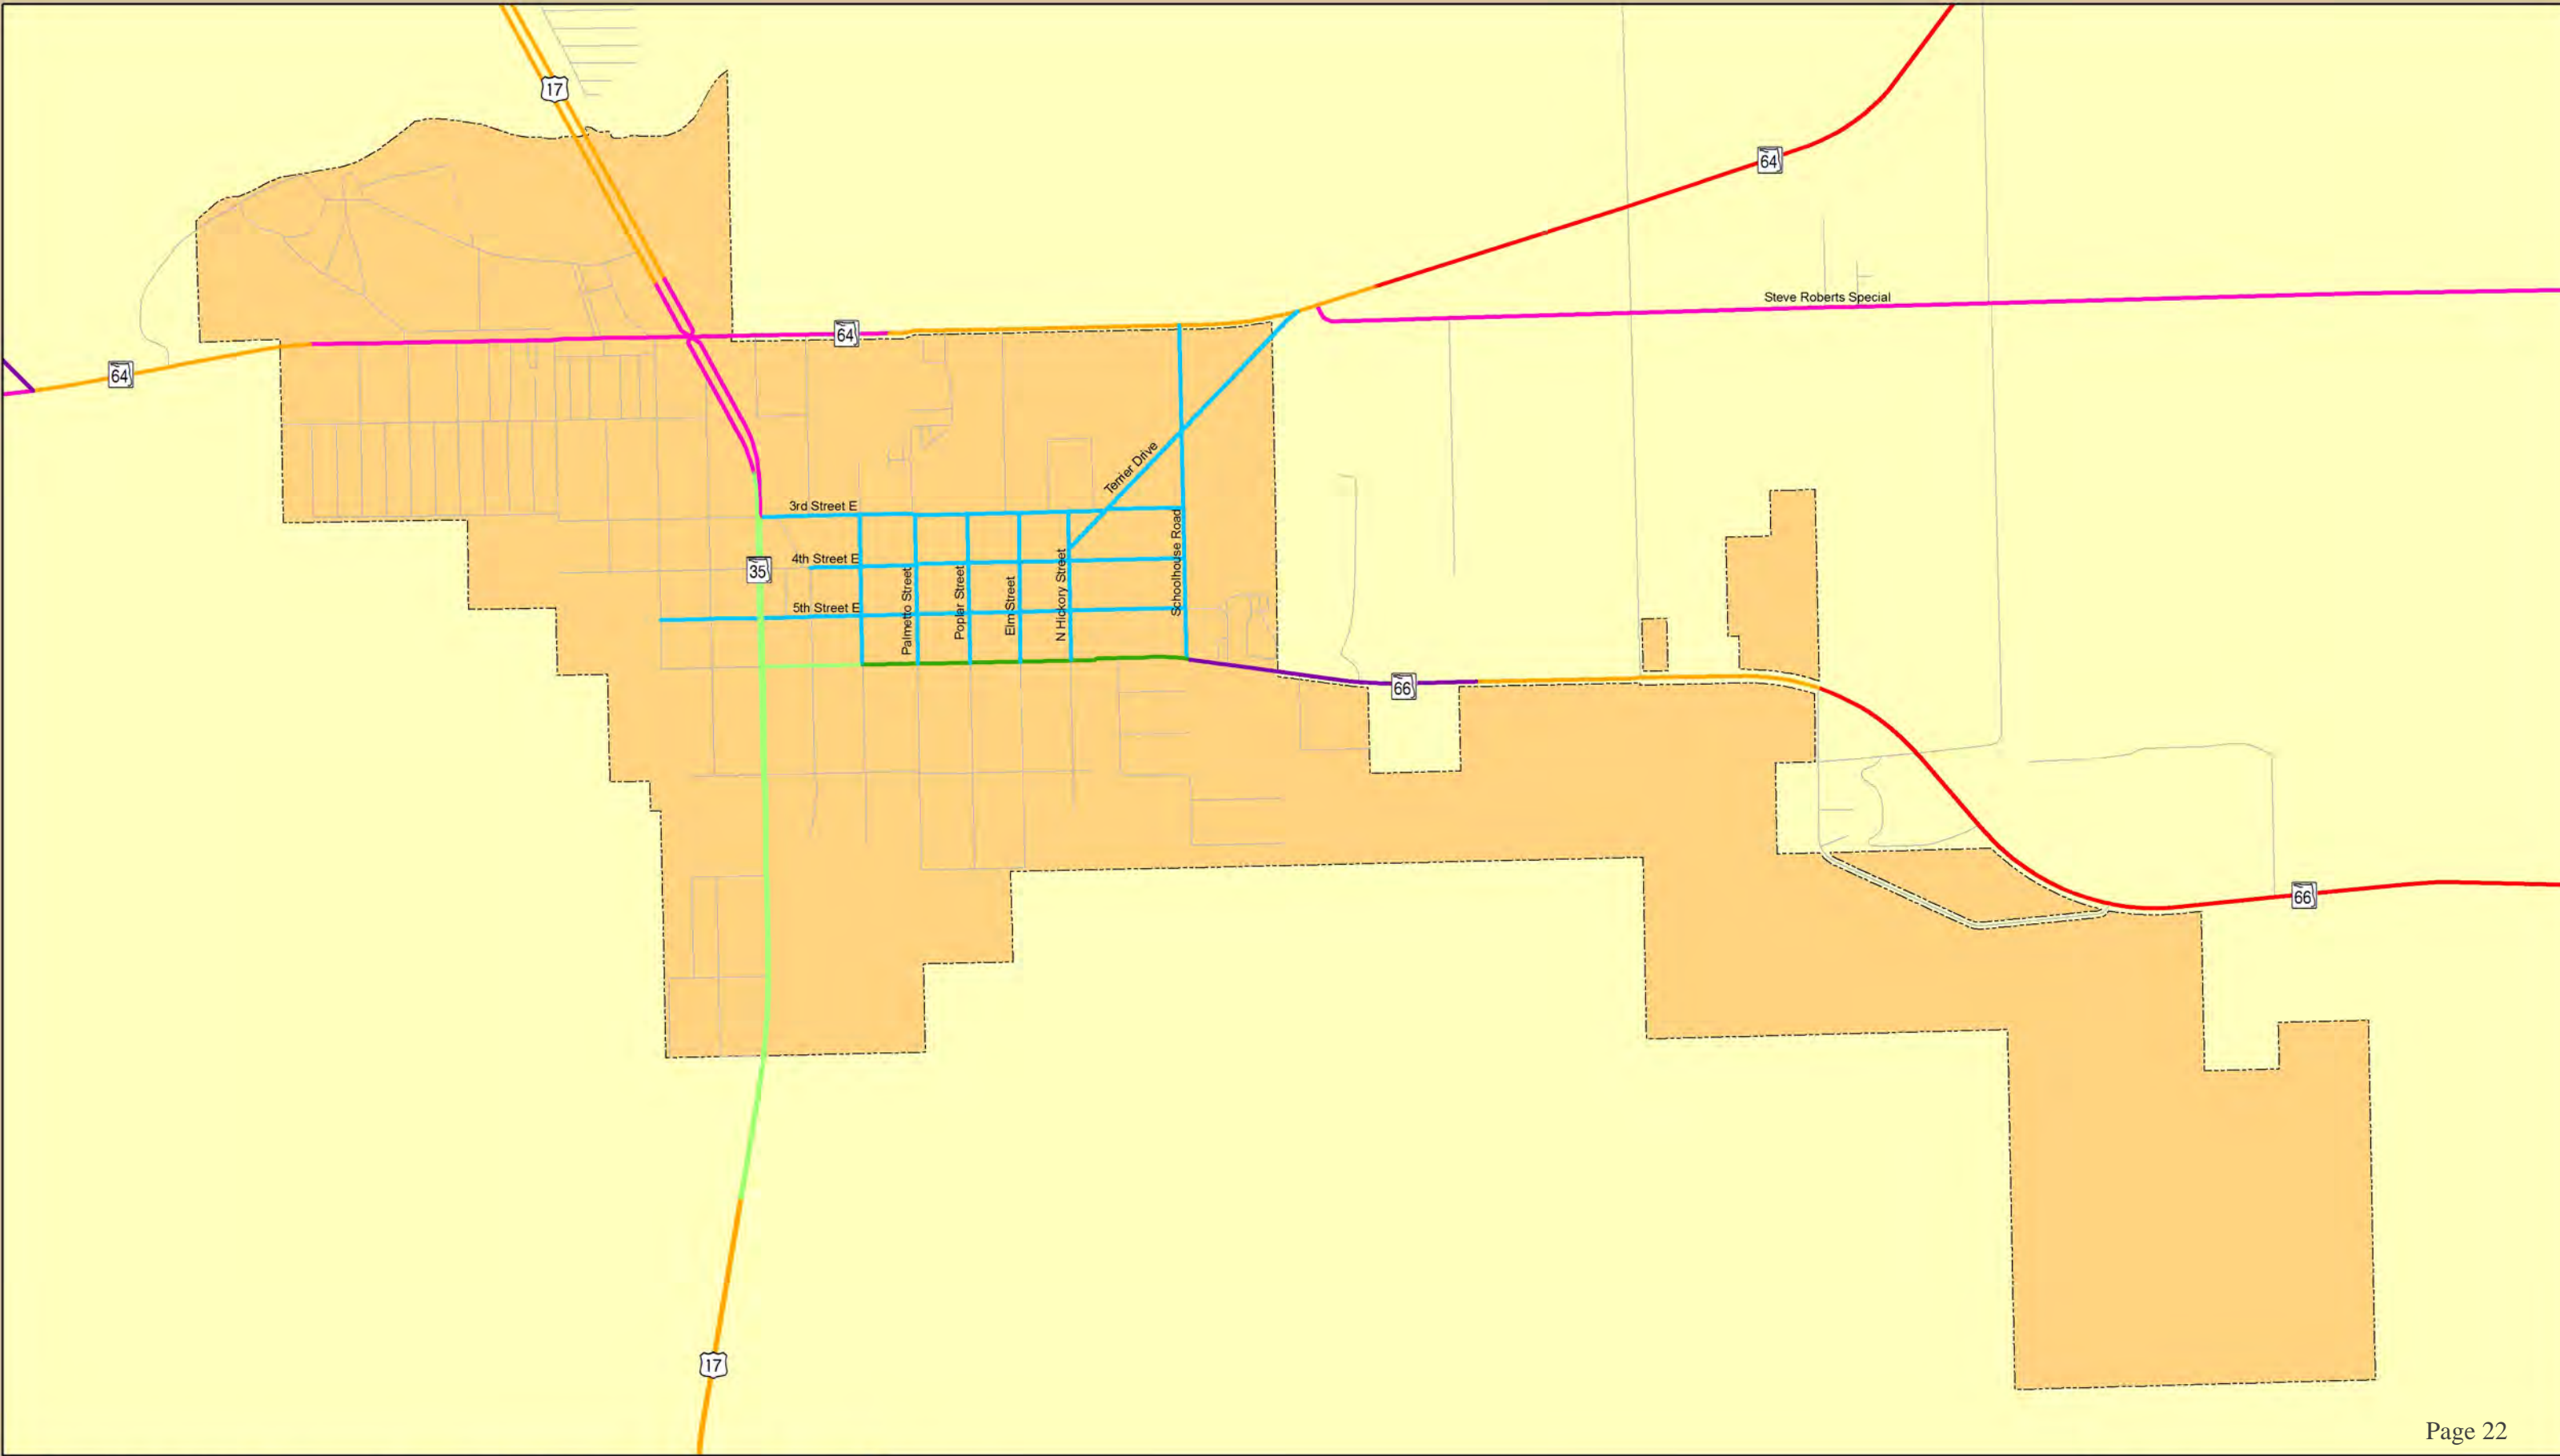 17
64
Steve Roberts Special
64
64
Terrier Drive
3rd Street E
4th Street E
35
5th Street E
Palmetto Street
Poplar Street
Elm Street
N Hickory Street
Schoolhouse Road
66
66
17
Page 22